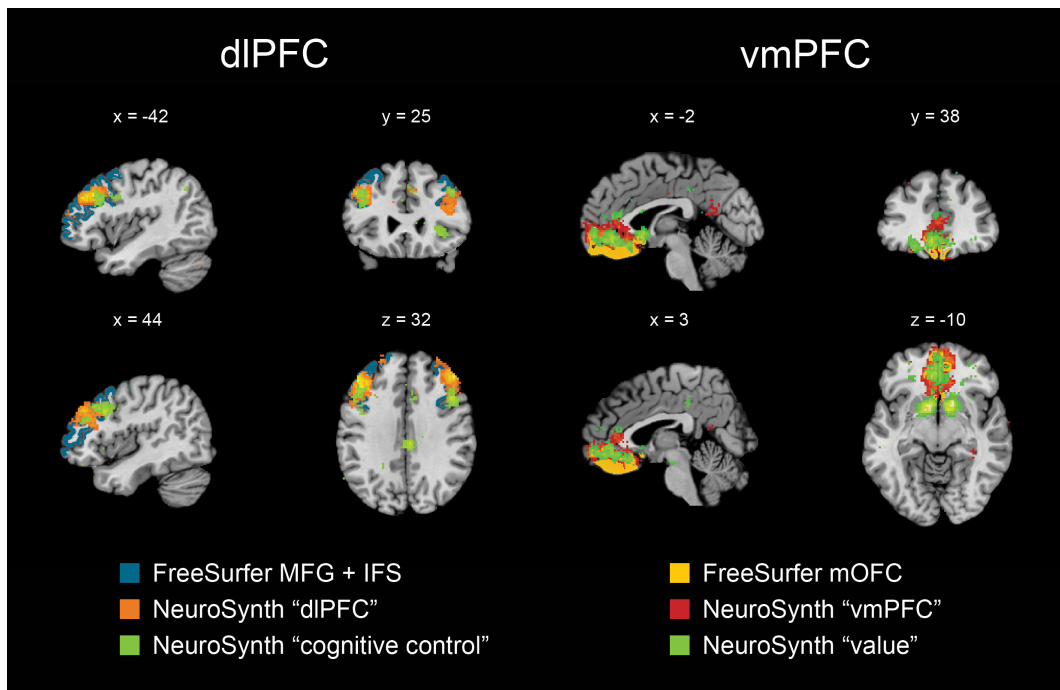 dlPFC
vmPFC
x = -42
y = 25
x = -2
y = 38
x = 44
z = 32
x = 3
z = -10
FreeSurfer MFG + IFS
NeuroSynth “dlPFC”
NeuroSynth “cognitive control”
FreeSurfer mOFC
NeuroSynth “vmPFC”
NeuroSynth “value”